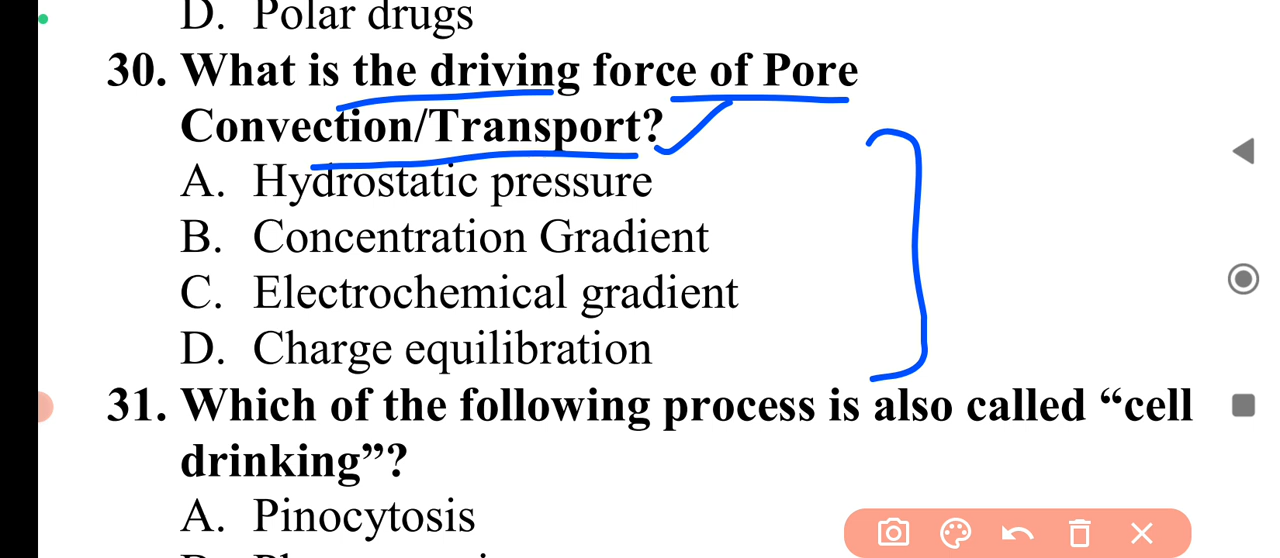 D. Polar drugs
30. What is the driving force of Pore
Convection/Transport?
A. Hydrostatic pressure
B. Concentration Gradient
C. Electrochemical gradient
D. Charge equilibration
31. Which of the following process is also called “cell
drinking”?
A. Pinocytosis